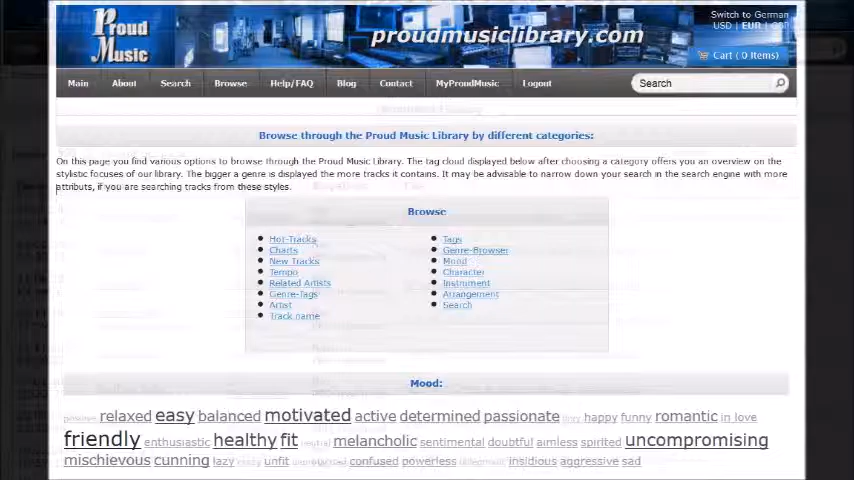 Proud
Music
proudmusiclibrary.com
Switch to German
USD | EUR | GBP
Cart ( 0 Items)
Main About Search Browse Help/FAQ Blog Contact MyProudMusic Logout Search
Browse through the Proud Music Library by different categories:
On this page you find various options to browse through the Proud Music Library. The tag cloud displayed below after choosing a category offers you an overview on the
stylistic focuses of our library. The bigger a genre is displayed the more tracks it contains. It may be advisable to narrow down your search in the search engine with more
attributs, if you are searching tracks from these styles.
Browse
Hot-Tracks
Charts
New Tracks
Tempo
Related Artists
Genre-Tags
Artist
Track name
Tags
Genre-Browser
Mood
Character
Instrument
Arrangement
Search
Mood:
relaxed easy balanced motivated active determined passionate happy funny romantic in love
friendly enthusiastic healthy fit neutral melancholic sentimental doubtful aimless spirited uncompromising
mischievous cunning lazy crazy unfit confused powerless insidious aggressive sad